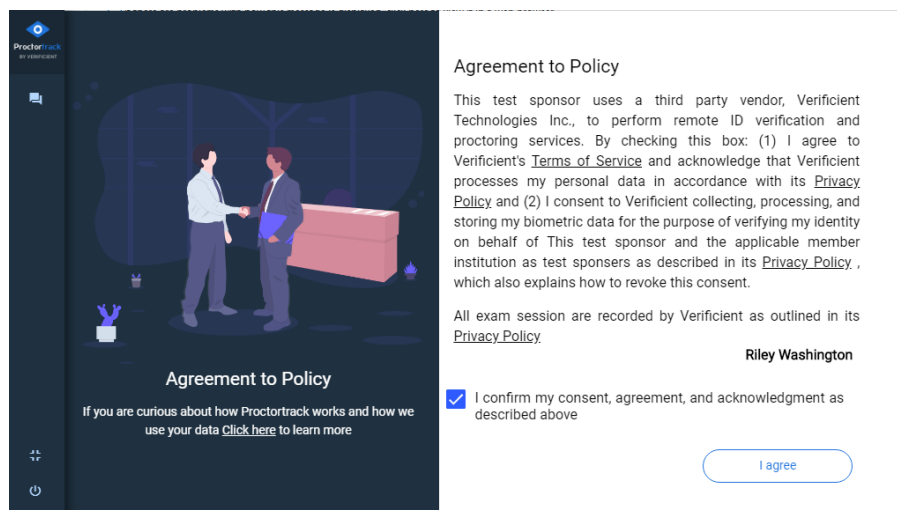 Proctortrack
BY VERIFICIENT
Agreement to Policy
If you are curious about how Proctortrack works and how we
use your data Click here to learn more
Agreement to Policy
This test sponsor uses a third party vendor, Verificient
Technologies Inc., to perform remote ID verification and
proctoring services. By checking this box: (1) I agree to
Verificient's Terms of Service and acknowledge that Verificient
processes my personal data in accordance with its Privacy
Policy and (2) I consent to Verificient collecting, processing, and
storing my biometric data for the purpose of verifying my identity
on behalf of This test sponsor and the applicable member
institution as test sponsers as described in its Privacy Policy ,
which also explains how to revoke this consent.
All exam session are recorded by Verificient as outlined in its
Privacy Policy
Riley Washington
I confirm my consent, agreement, and acknowledgment as
described above
I agree